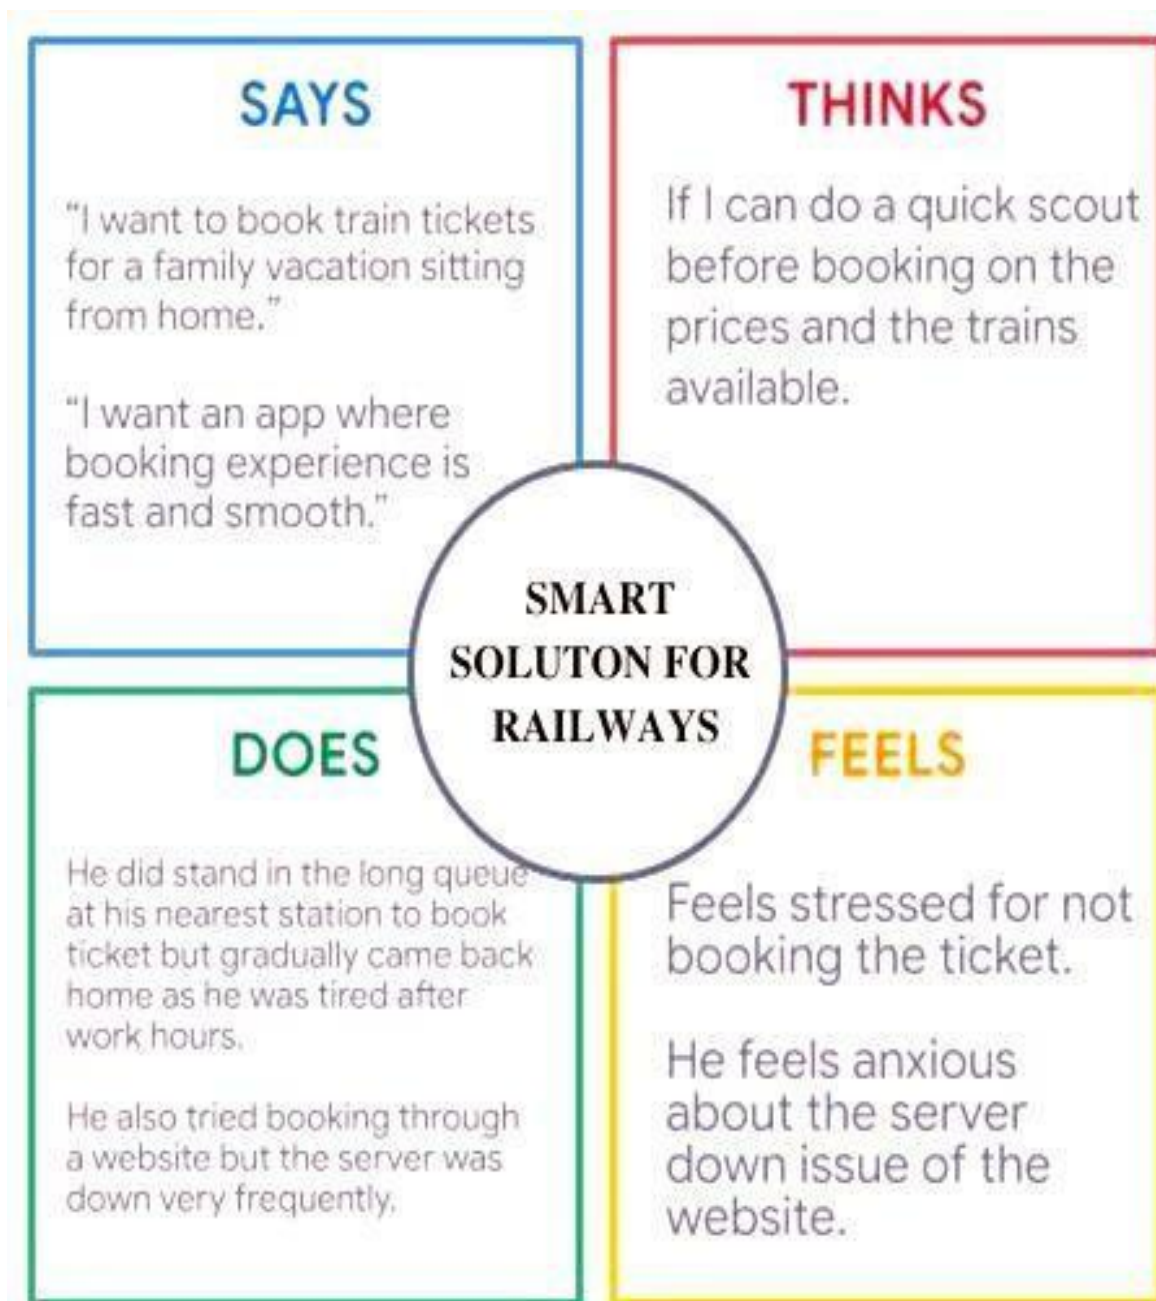 SAYS
“I want to book train tickets
for a family vacation sitting
from home.”
“I want an app where
booking experience is
fast and smooth.”
THINKS
If I can do a quick scout
before booking on the
prices and the trains
available.
SMART
SOLUTON FOR
RAILWAYS
DOES
He did stand in the long queue
at his nearest station to book
ticket but gradually came back
home as he was tired after
work hours.
He also tried booking through
a website but the server was
down very frequently.
FEELS
Feels stressed for not
booking the ticket.
He feels anxious
about the server
down issue of the
website.